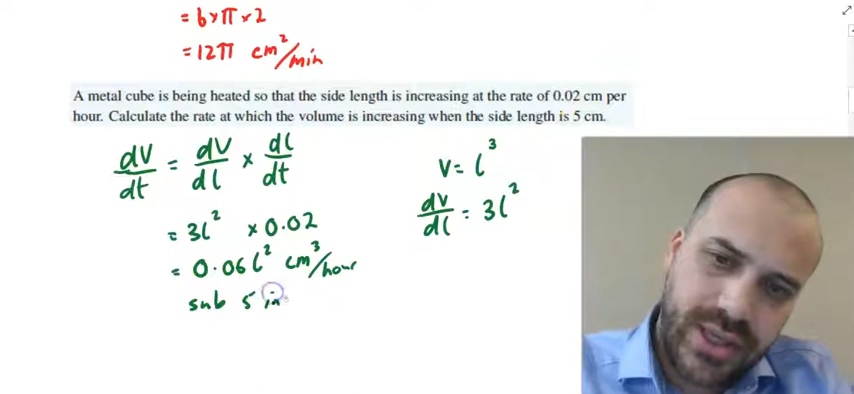 = 6 × π × 2
= 12π cm²/min
A metal cube is being heated so that the side length is increasing at the rate of 0.02 cm per
hour. Calculate the rate at which the volume is increasing when the side length is 5 cm.
dV/dt = dV/dl × dl/dt
= 3l² × 0.02
= 0.06l² cm³/hour
sub 5 in
V = l³
dV/dl = 3l²